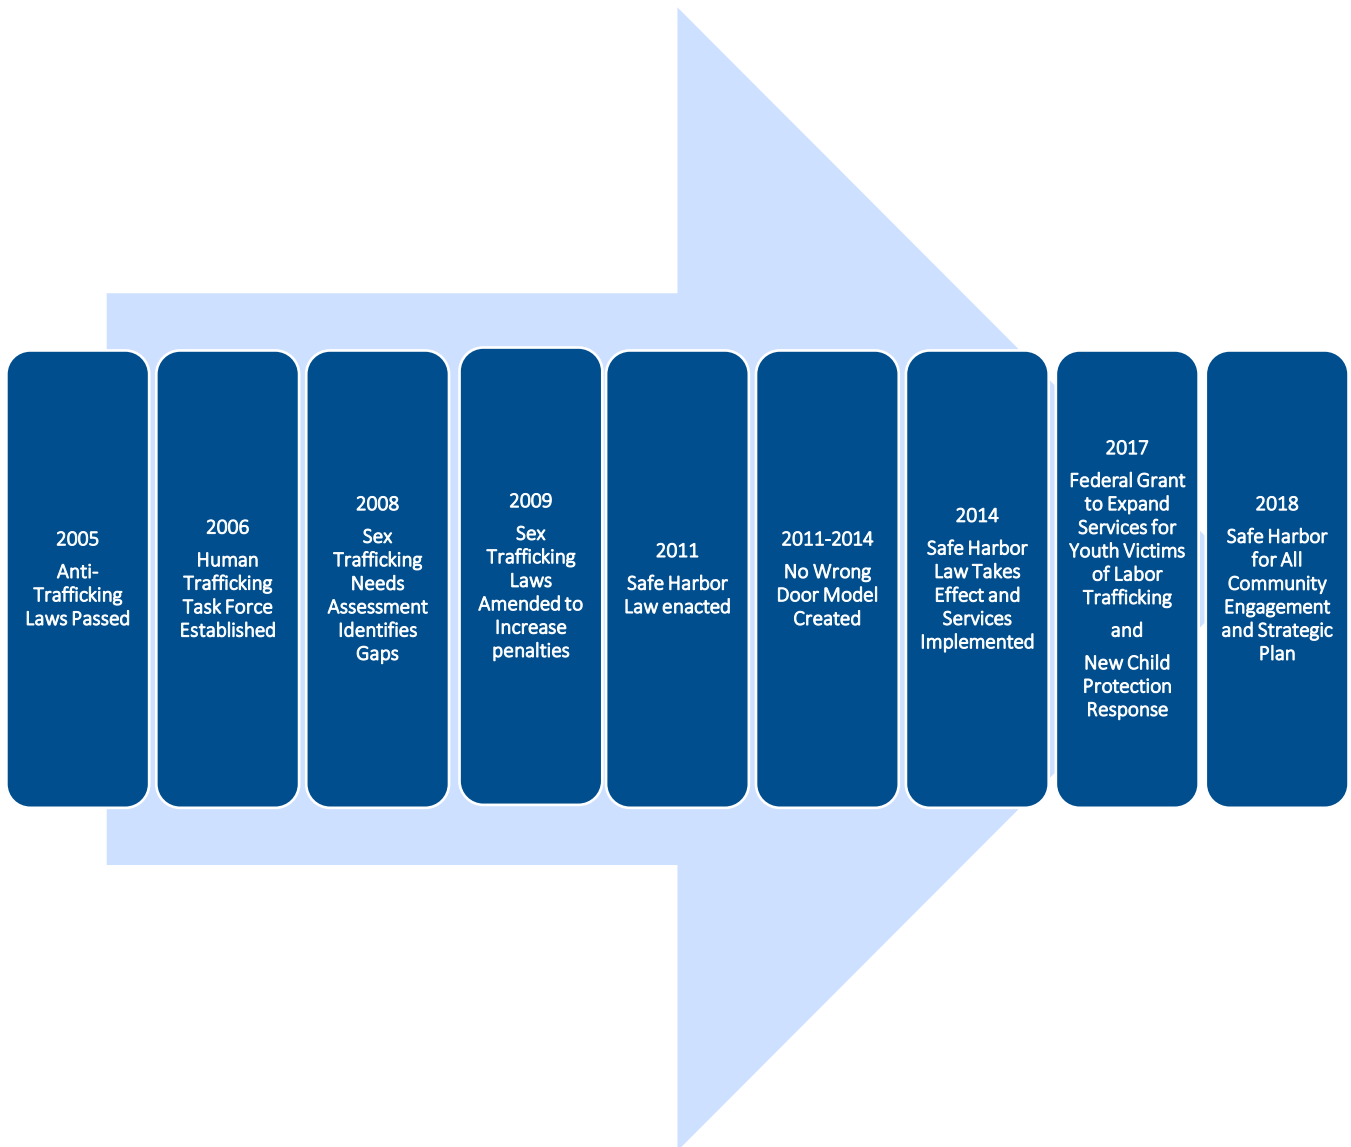 2005
Anti-
Trafficking
Laws Passed
2006
Human
Trafficking
Task Force
Established
2008
Sex
Trafficking
Needs
Assessment
Identifies
Gaps
2009
Sex
Trafficking
Laws
Amended to
Increase
penalties
2011
Safe Harbor
Law enacted
2011-2014
No Wrong
Door Model
Created
2014
Safe Harbor
Law Takes
Effect and
Services
Implemented
2017
Federal Grant
to Expand
Services for
Youth Victims
of Labor
Trafficking
and
New Child
Protection
Response
2018
Safe Harbor
for All
Community
Engagement
and Strategic
Plan